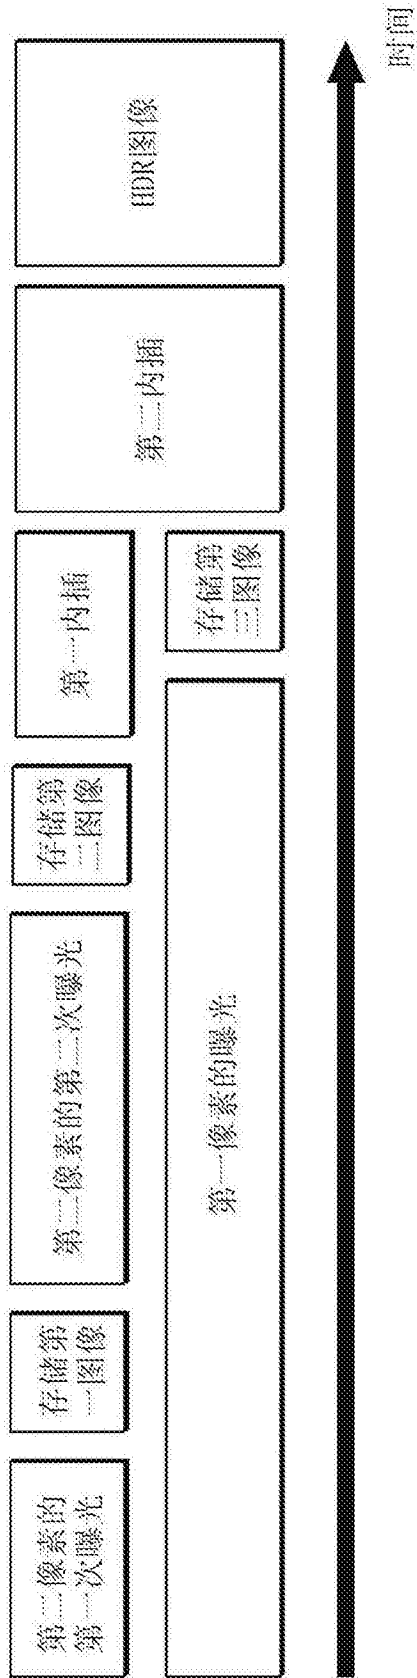 第二像素的
第一次曝光
存储第
一图像
第二像素的第二次曝光
存储第
二图像
第一内插
第一像素的曝光
存储第
三图像
第二内插
HDR图像
时间